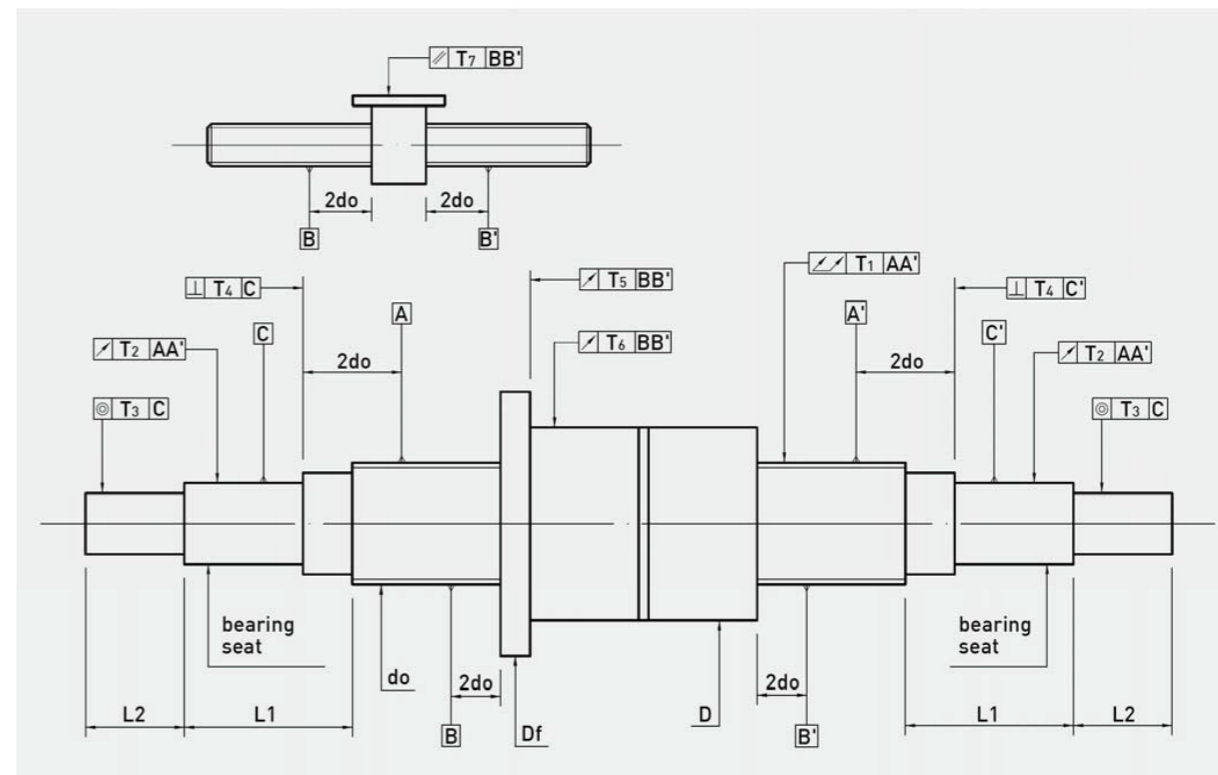 ⫽ T7 BB'
2do 2do
B B'
⊥ T4 C
↗ T5 BB'
⌰ T1 AA'
⊥ T4 C'
A
A'
C
C'
↗ T2 AA'
2do
↗ T6 BB'
2do
↗ T2 AA'
◎ T3 C
◎ T3 C
bearing
seat
bearing
seat
do
2do
2do
L2
L1
B
Df
D
B'
L1
L2